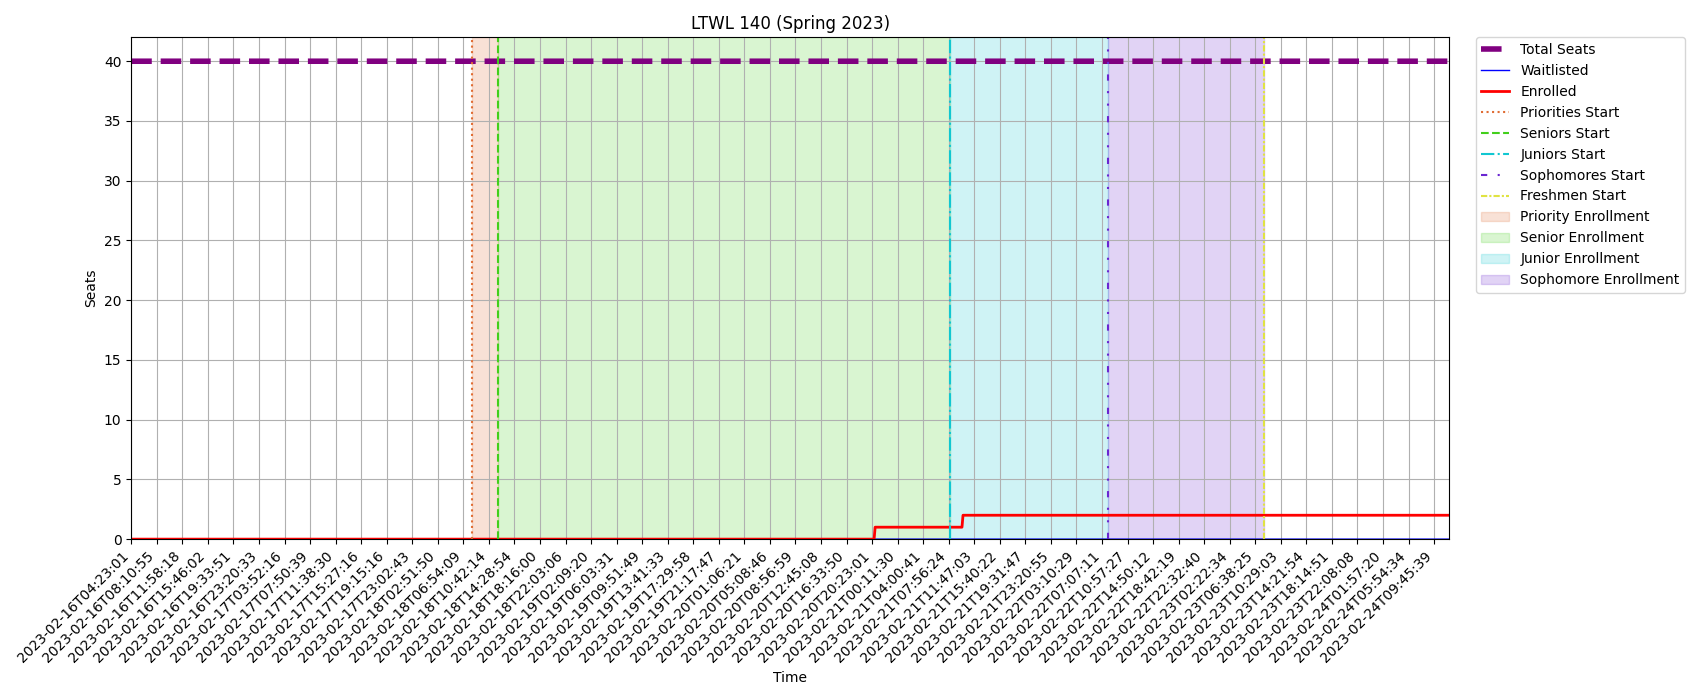 LTWL 140 (Spring 2023)
Total Seats
Waitlisted
Enrolled
Priorities Start
Seniors Start
Juniors Start
Sophomores Start
Freshmen Start
Priority Enrollment
Senior Enrollment
Junior Enrollment
Sophomore Enrollment
Seats
40
35
30
25
20
15
10
5
0
2023-02-16T04:23:01
2023-02-16T08:10:55
2023-02-16T11:58:18
2023-02-16T15:46:02
2023-02-16T19:33:51
2023-02-16T23:20:33
2023-02-17T03:52:16
2023-02-17T07:50:39
2023-02-17T11:38:30
2023-02-17T15:27:16
2023-02-17T19:15:16
2023-02-17T23:02:43
2023-02-18T02:51:50
2023-02-18T06:54:09
2023-02-18T10:42:14
2023-02-18T14:28:54
2023-02-18T18:16:00
2023-02-18T22:03:06
2023-02-19T02:09:20
2023-02-19T06:03:31
2023-02-19T09:51:49
2023-02-19T13:41:33
2023-02-19T17:29:58
2023-02-19T21:17:47
2023-02-20T01:06:21
2023-02-20T05:08:46
2023-02-20T08:56:59
2023-02-20T12:45:08
2023-02-20T16:33:50
2023-02-20T20:23:01
2023-02-21T00:11:30
2023-02-21T04:00:41
2023-02-21T07:56:24
2023-02-21T11:47:03
2023-02-21T15:40:22
2023-02-21T19:31:47
2023-02-21T23:20:55
2023-02-22T03:10:29
2023-02-22T07:07:11
2023-02-22T10:57:27
2023-02-22T14:50:12
2023-02-22T18:42:19
2023-02-22T22:32:40
2023-02-23T02:22:34
2023-02-23T06:38:25
2023-02-23T10:29:03
2023-02-23T14:21:54
2023-02-23T18:14:51
2023-02-23T22:08:08
2023-02-24T01:57:20
2023-02-24T05:54:34
2023-02-24T09:45:39
Time